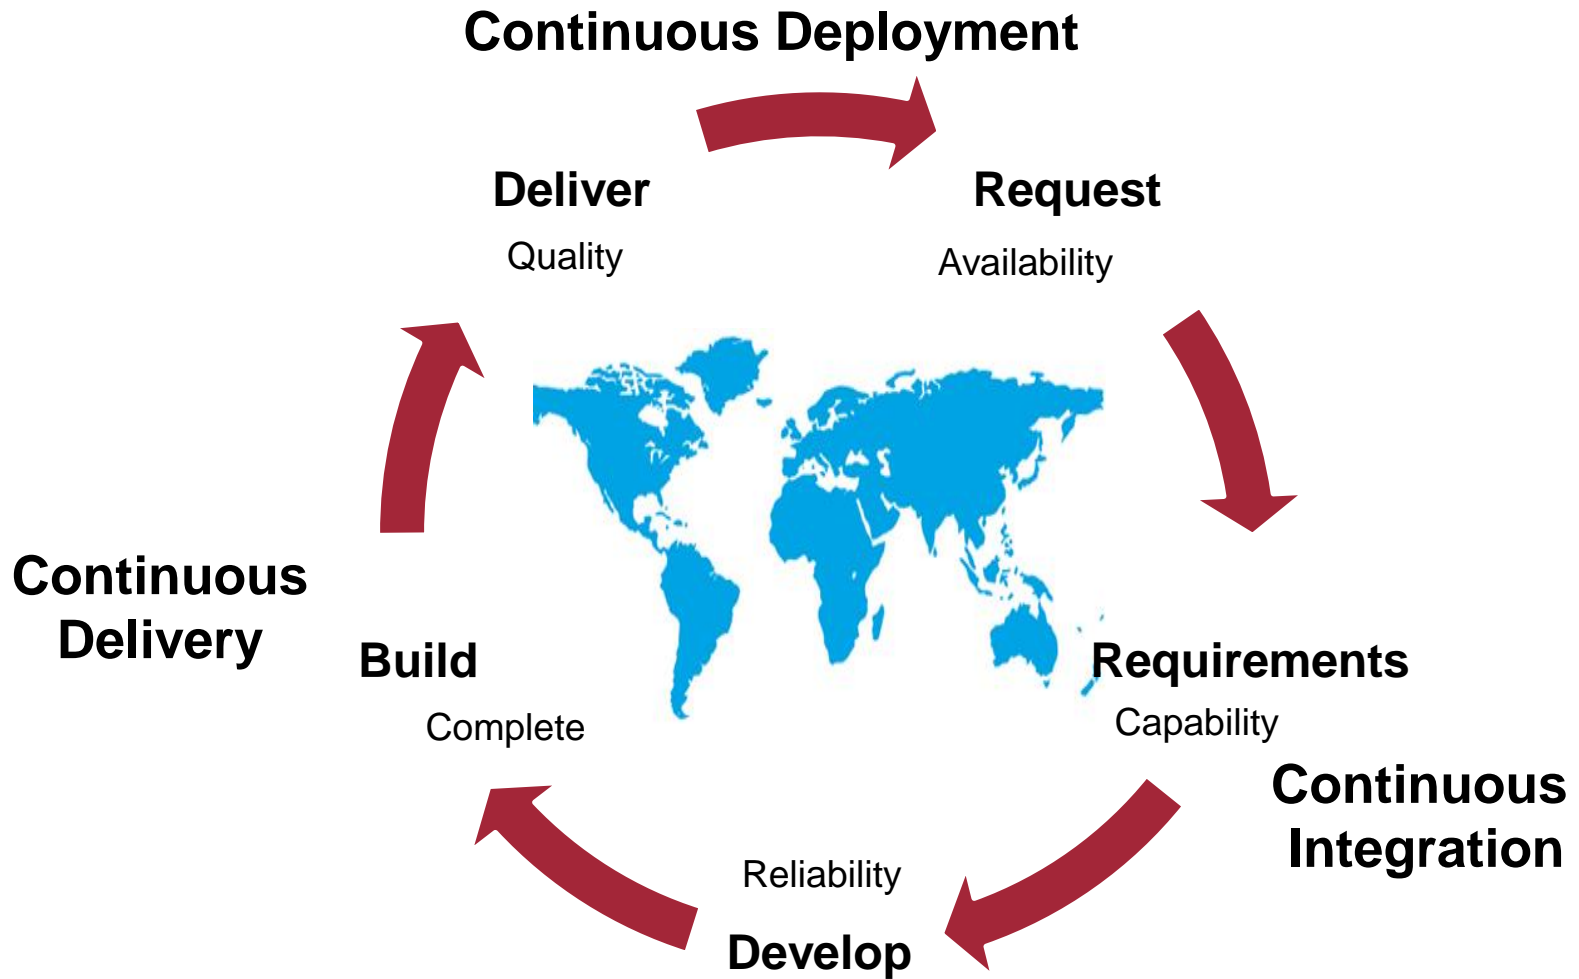 Continuous Deployment
Deliver
Request
Quality
Availability
Continuous
Delivery
Build
Requirements
Complete
Capability
Continuous
Integration
Reliability
Develop